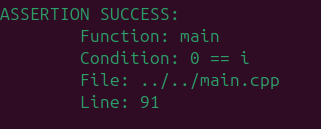 ASSERTION SUCCESS:
Function: main
Condition: 0 == i
File: ../../main.cpp
Line: 91